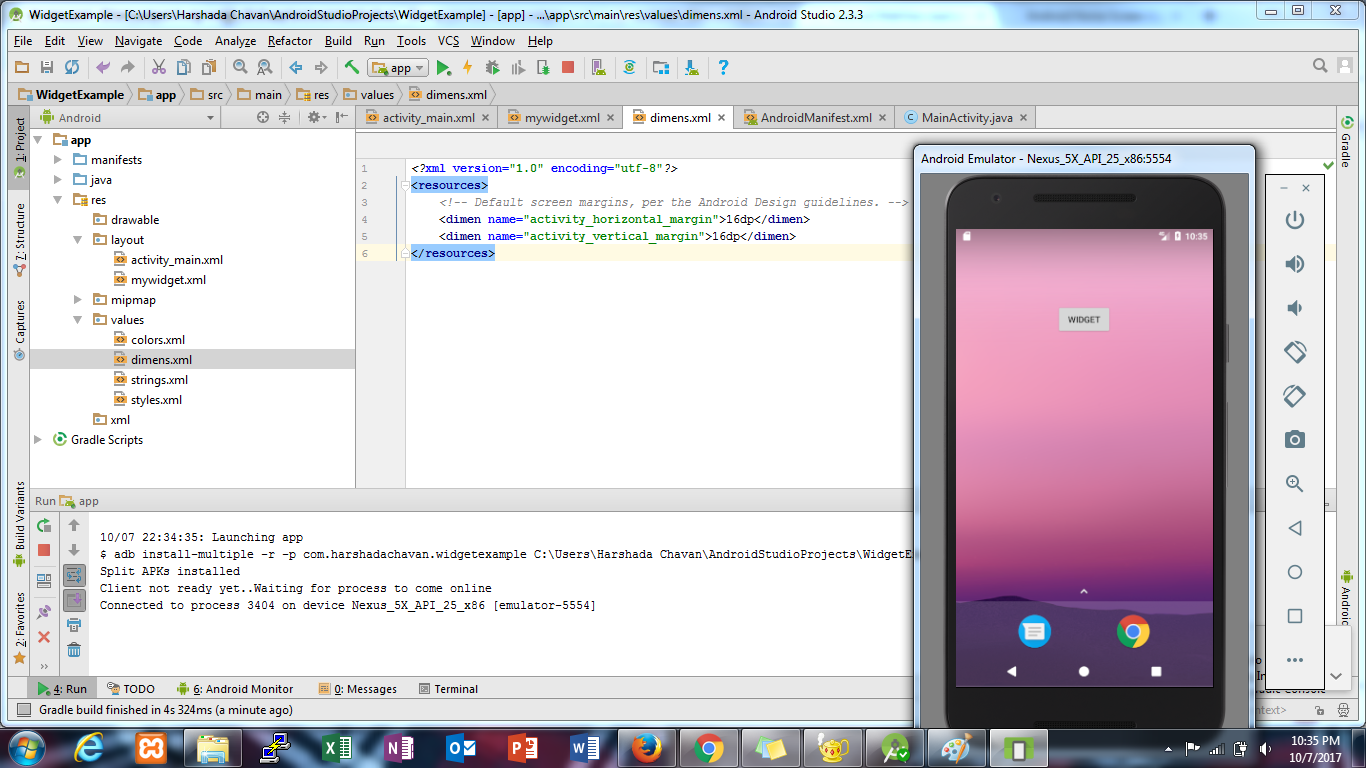 WidgetExample - [C:\Users\Harshada Chavan\AndroidStudioProjects\WidgetExample] - [app] - ...\app\src\main\res\values\dimens.xml - Android Studio 2.3.3
File Edit View Navigate Code Analyze Refactor Build Run Tools VCS Window Help
app
WidgetExample app src main res values dimens.xml
1: Project
Z: Structure
Captures
Build Variants
2: Favorites
Android
app
manifests
java
res
drawable
layout
activity_main.xml
mywidget.xml
mipmap
values
colors.xml
dimens.xml
strings.xml
styles.xml
xml
Gradle Scripts
activity_main.xml mywidget.xml dimens.xml AndroidManifest.xml MainActivity.java
1 <?xml version="1.0" encoding="utf-8"?>
2 <resources>
3 <!-- Default screen margins, per the Android Design guidelines. -->
4 <dimen name="activity_horizontal_margin">16dp</dimen>
5 <dimen name="activity_vertical_margin">16dp</dimen>
6 </resources>
Gradle
Android
Android Emulator - Nexus_5X_API_25_x86:5554
10:35
WIDGET
Run app
10/07 22:34:35: Launching app
$ adb install-multiple -r -p com.harshadachavan.widgetexample C:\Users\Harshada Chavan\AndroidStudioProjects\WidgetE
Split APKs installed
Client not ready yet..Waiting for process to come online
Connected to process 3404 on device Nexus_5X_API_25_x86 [emulator-5554]
4: Run TODO 6: Android Monitor 0: Messages Terminal
Gradle build finished in 4s 324ms (a minute ago)
ntext>
10:35 PM
10/7/2017